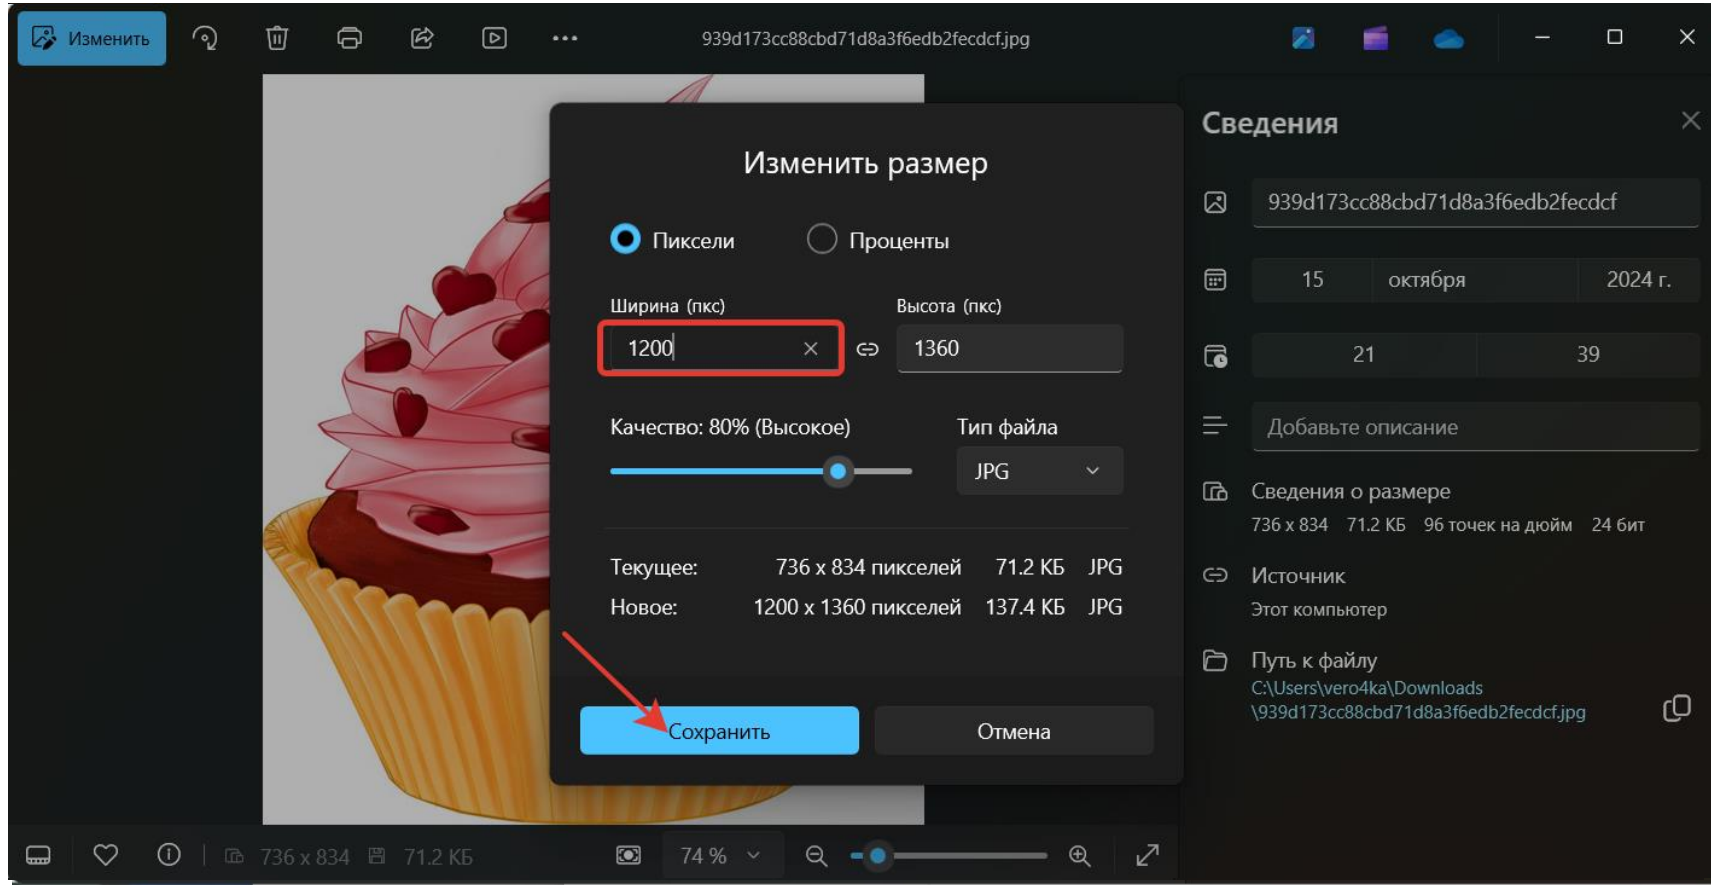 Изменить
939d173cc88cbd71d8a3f6edb2fecdcf.jpg
Изменить размер
Пиксели
Проценты
Ширина (пкс)
Высота (пкс)
1200
1360
Качество: 80% (Высокое)
Тип файла
JPG
Текущее: 736 x 834 пикселей 71.2 КБ JPG
Новое: 1200 x 1360 пикселей 137.4 КБ JPG
Сохранить
Отмена
Сведения
939d173cc88cbd71d8a3f6edb2fecdcf
15 октября 2024 г.
21 39
Добавьте описание
Сведения о размере
736 x 834 71.2 КБ 96 точек на дюйм 24 бит
Источник
Этот компьютер
Путь к файлу
C:\Users\vero4ka\Downloads
\939d173cc88cbd71d8a3f6edb2fecdcf.jpg
736 x 834 71.2 КБ
74 %